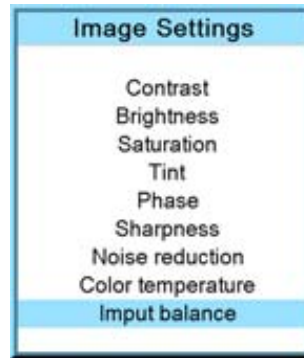 Image Settings
Contrast
Brightness
Saturation
Tint
Phase
Sharpness
Noise reduction
Color temperature
Imput balance